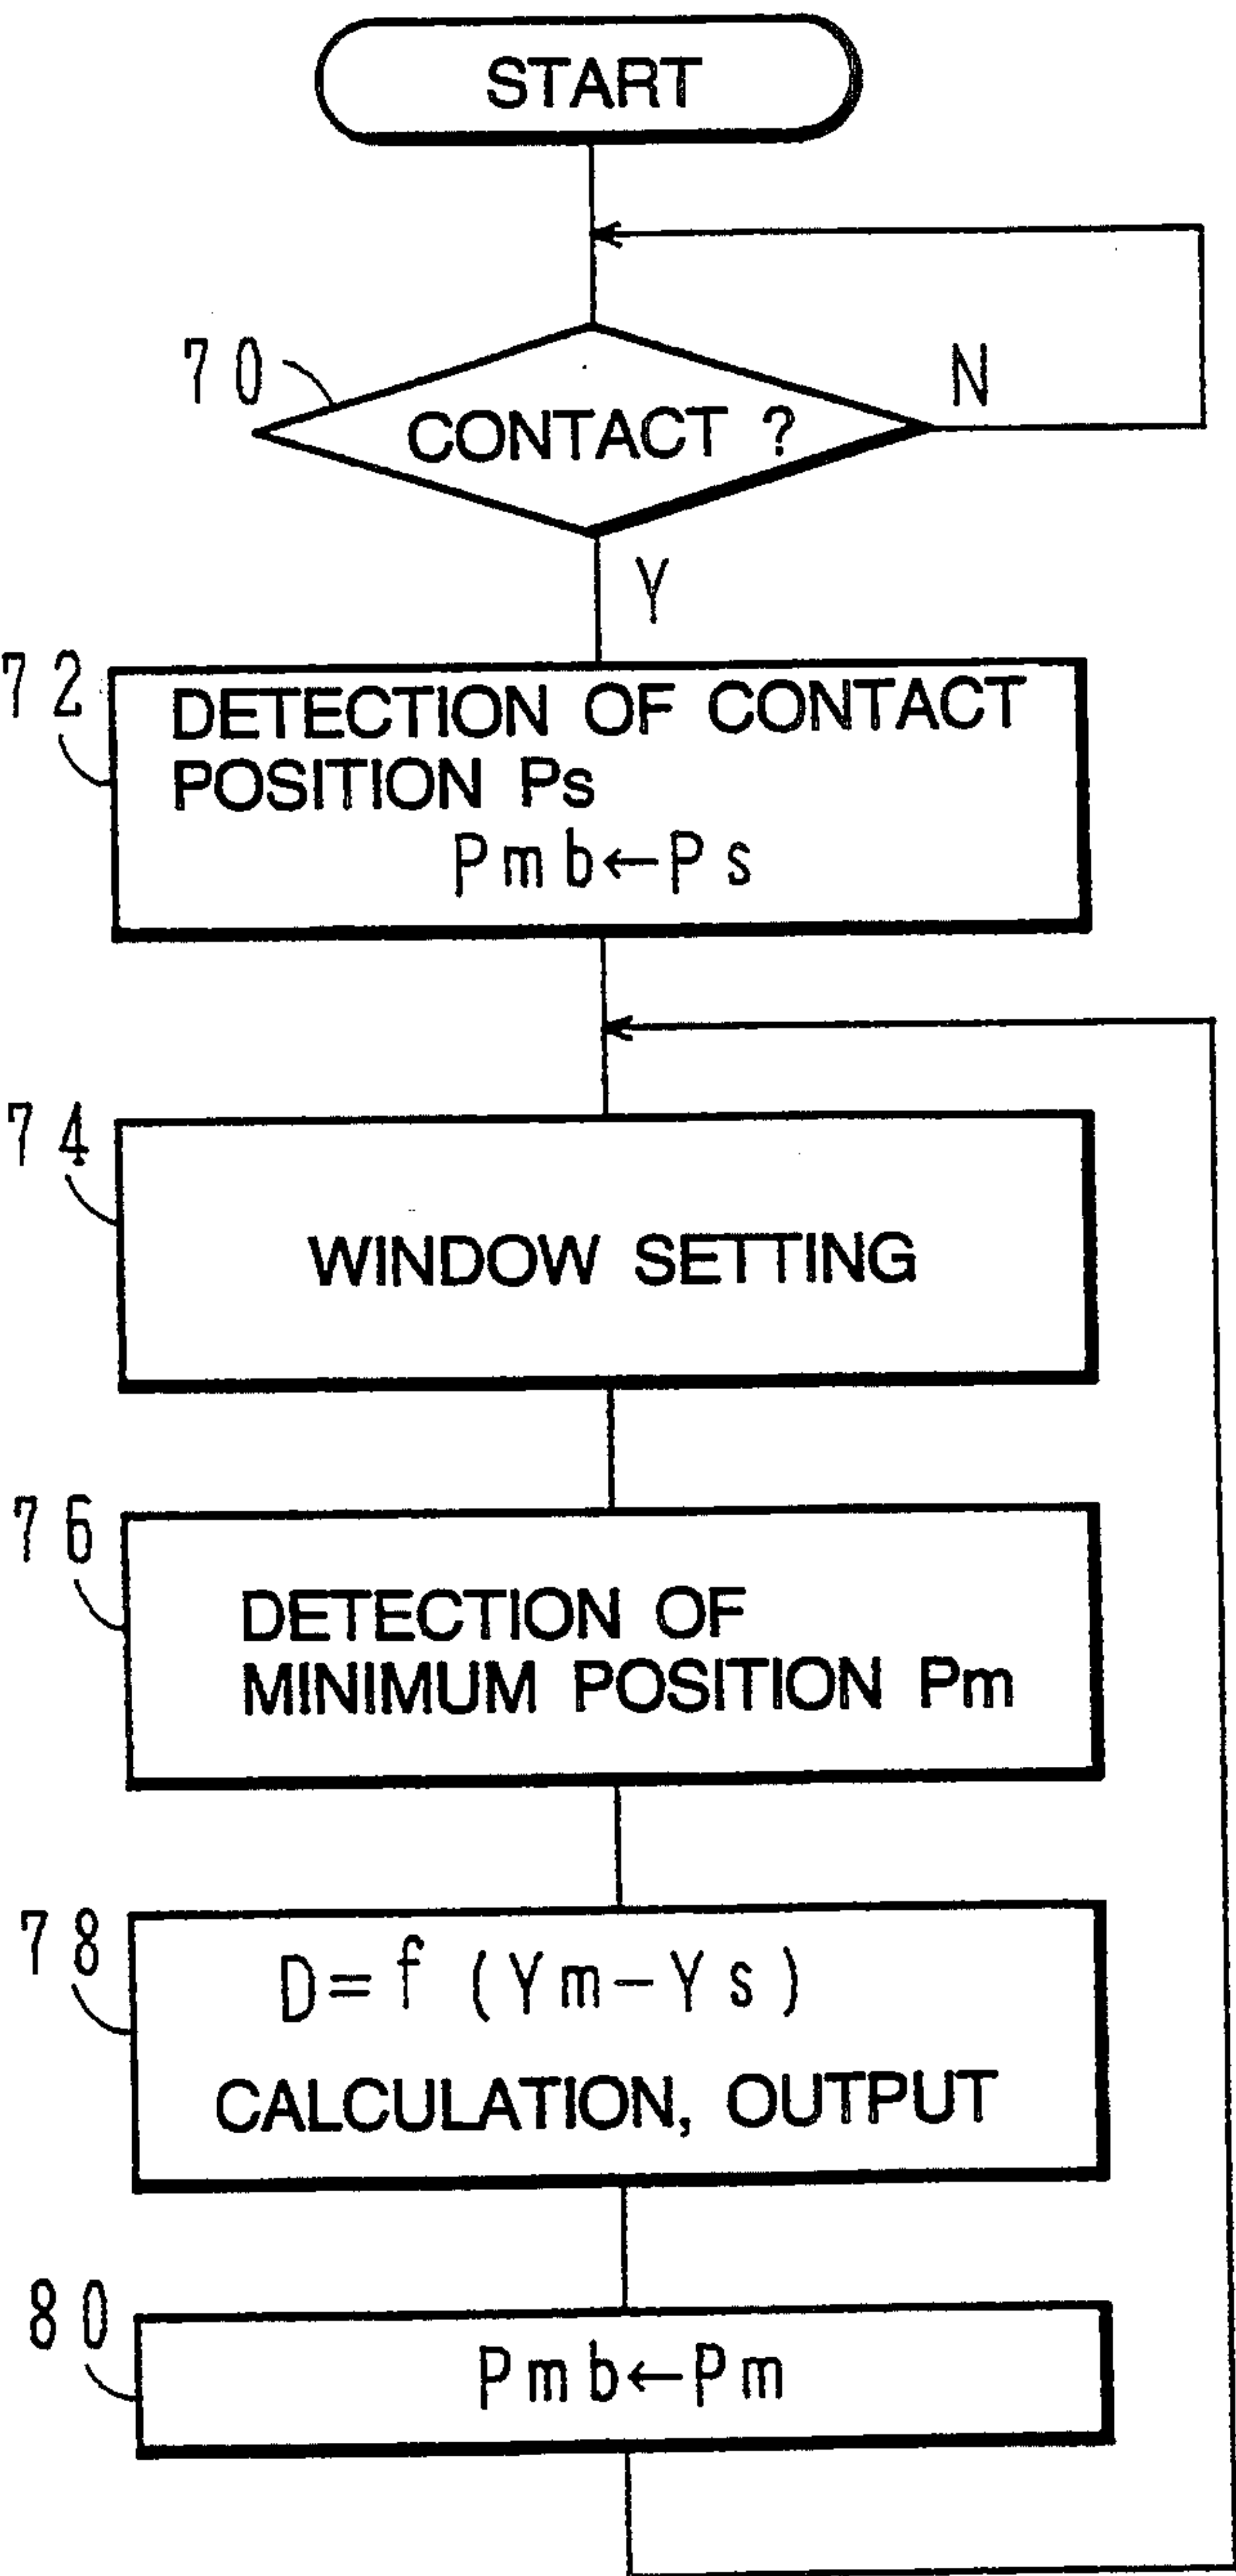 START
70
CONTACT ?
N
Y
72
DETECTION OF CONTACT
POSITION Ps
Pmb←Ps
74
WINDOW SETTING
76
DETECTION OF
MINIMUM POSITION Pm
78
D=f (Ym−Ys)
CALCULATION, OUTPUT
80
Pmb←Pm